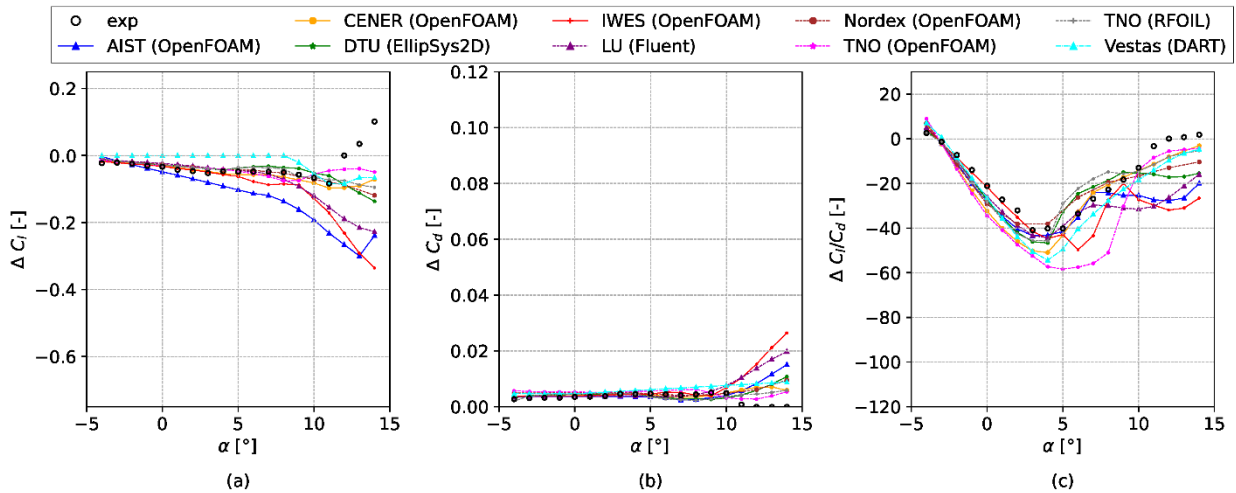 exp CENER (OpenFOAM) IWES (OpenFOAM) Nordex (OpenFOAM) TNO (RFOIL)
AIST (OpenFOAM) DTU (EllipSys2D) LU (Fluent) TNO (OpenFOAM) Vestas (DART)
Δ C_l [-]
0.2
0.0
−0.2
−0.4
−0.6
−5 0 5 10 15
α [°]
(a)
Δ C_d [-]
0.12
0.10
0.08
0.06
0.04
0.02
0.00
−5 0 5 10 15
α [°]
(b)
Δ C_l/C_d [-]
20
0
−20
−40
−60
−80
−100
−120
−5 0 5 10 15
α [°]
(c)